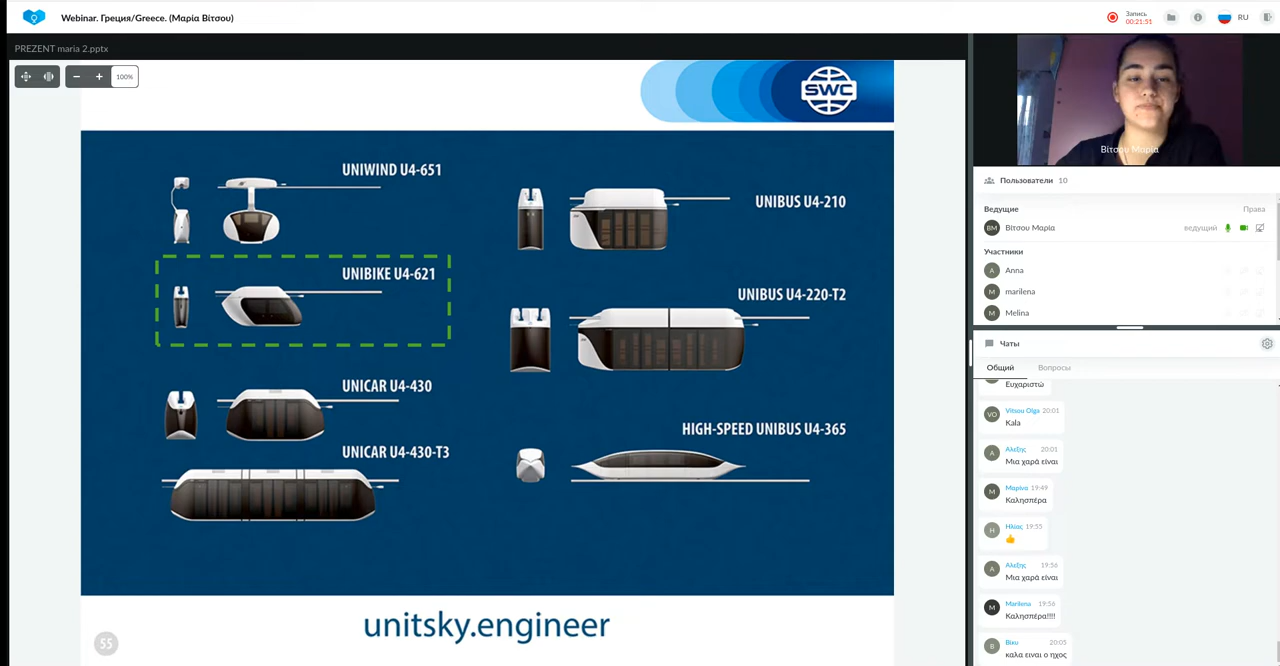 Webinar. Греция/Greece. (Μαρία Βίτσου)
Запись
00:21:51
RU
PREZENT maria 2.pptx
100%
SWC
UNIWIND U4-651
UNIBIKE U4-621
UNICAR U4-430
UNICAR U4-430-T3
UNIBUS U4-210
UNIBUS U4-220-T2
HIGH-SPEED UNIBUS U4-365
unitsky.engineer
55
Βίτσου Μαρία
Пользователи 10
Ведущие Права
ΒΜ Βίτσου Μαρία ведущий
Участники
A Anna
M marilena
M Melina
Чаты
Общий Вопросы
Ευχαριστώ
VO Vitsou Olga 20:01
Kala
Α Αλεξης 20:01
Μια χαρά είναι
Μ Μαρίνα 19:49
Καλησπέρα
Η Ηλίας 19:55
Α Αλεξης 19:56
Μια χαρά είναι
M Marilena 19:56
Καλησπέρα!!!!
Β Βίκυ 20:05
καλα ειναι ο ηχος